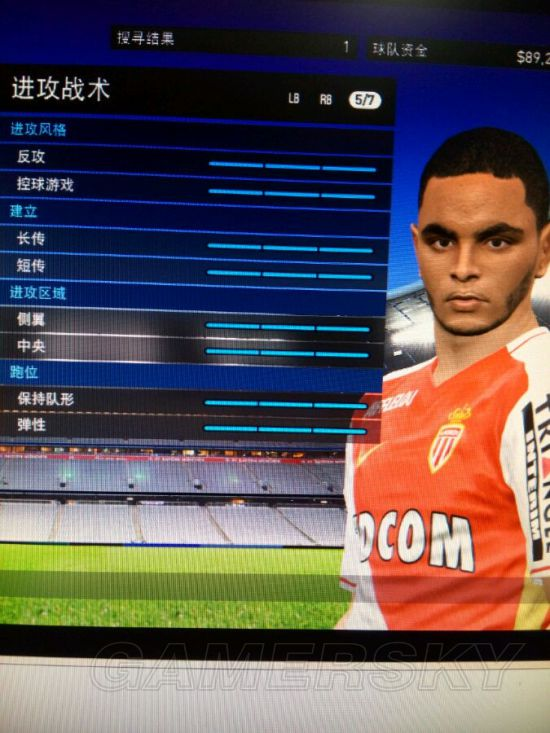 搜寻结果 1 球队资金 $89,2
进攻战术 LB RB 5/7
进攻风格
反攻
控球游戏
建立
长传
短传
进攻区域
侧翼
中央
跑位
保持队形
弹性
INTERIM
COM
GAMERSKY